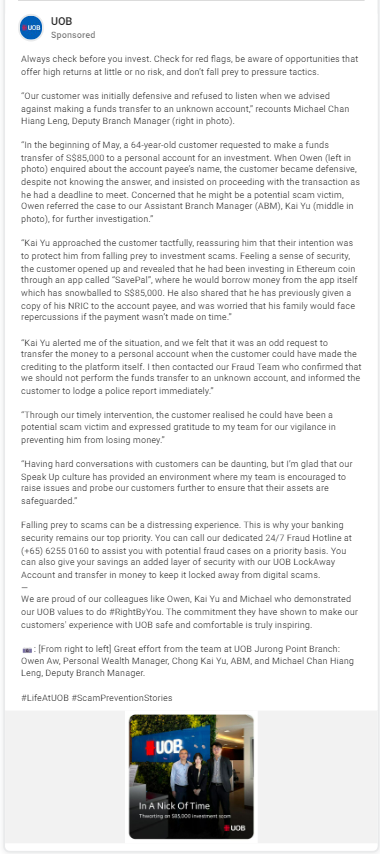 UOB
UOB
Sponsored
Always check before you invest. Check for red flags, be aware of opportunities that
offer high returns at little or no risk, and don't fall prey to pressure tactics.
“Our customer was initially defensive and refused to listen when we advised
against making a funds transfer to an unknown account,” recounts Michael Chan
Hiang Leng, Deputy Branch Manager (right in photo).
“In the beginning of May, a 64-year-old customer requested to make a funds
transfer of S$85,000 to a personal account for an investment. When Owen (left in
photo) enquired about the account payee's name, the customer became defensive,
despite not knowing the answer, and insisted on proceeding with the transaction as
he had a deadline to meet. Concerned that he might be a potential scam victim,
Owen referred the case to our Assistant Branch Manager (ABM), Kai Yu (middle in
photo), for further investigation.”
“Kai Yu approached the customer tactfully, reassuring him that their intention was
to protect him from falling prey to investment scams. Feeling a sense of security,
the customer opened up and revealed that he had been investing in Ethereum coin
through an app called “SavePal”, where he would borrow money from the app itself
which has snowballed to S$85,000. He also shared that he has previously given a
copy of his NRIC to the account payee, and was worried that his family would face
repercussions if the payment wasn't made on time.”
“Kai Yu alerted me of the situation, and we felt that it was an odd request to
transfer the money to a personal account when the customer could have made the
crediting to the platform itself. I then contacted our Fraud Team who confirmed that
we should not perform the funds transfer to an unknown account, and informed the
customer to lodge a police report immediately.”
“Through our timely intervention, the customer realised he could have been a
potential scam victim and expressed gratitude to my team for our vigilance in
preventing him from losing money.”
“Having hard conversations with customers can be daunting, but I'm glad that our
Speak Up culture has provided an environment where my team is encouraged to
raise issues and probe our customers further to ensure that their assets are
safeguarded.”
Falling prey to scams can be a distressing experience. This is why your banking
security remains our top priority. You can call our dedicated 24/7 Fraud Hotline at
(+65) 6255 0160 to assist you with potential fraud cases on a priority basis. You
can also give your savings an added layer of security with our UOB LockAway
Account and transfer in money to keep it locked away from digital scams.
—
We are proud of our colleagues like Owen, Kai Yu and Michael who demonstrated
our UOB values to do #RightByYou. The commitment they have shown to make our
customers' experience with UOB safe and comfortable is truly inspiring.
📷: [From right to left] Great effort from the team at UOB Jurong Point Branch:
Owen Aw, Personal Wealth Manager, Chong Kai Yu, ABM, and Michael Chan Hiang
Leng, Deputy Branch Manager.
#LifeAtUOB #ScamPreventionStories
UOB
In A Nick Of Time
Thwarting an $85,000 investment scam
UOB